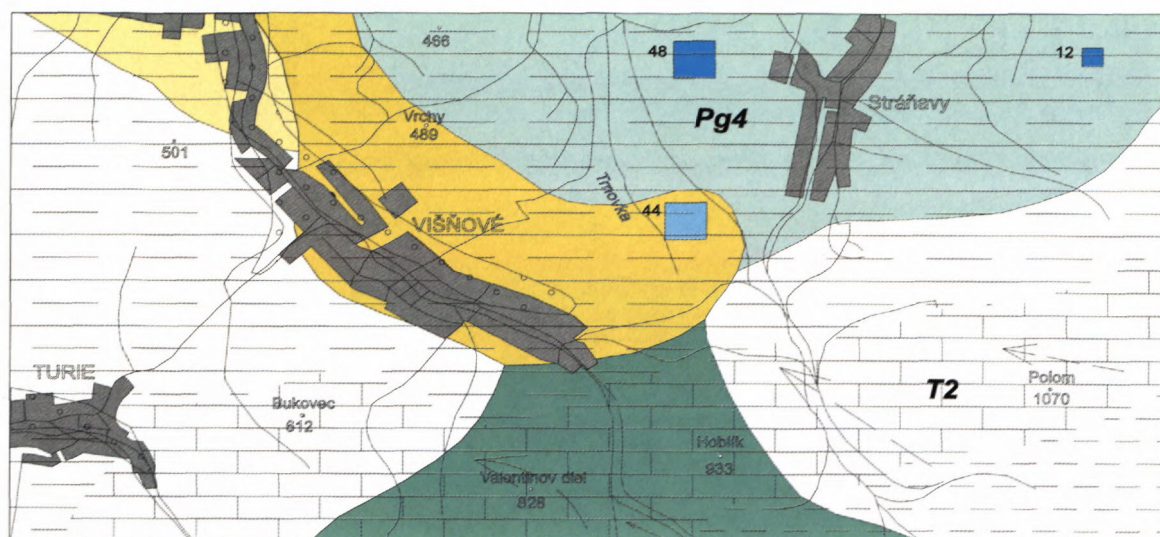 466
48
12
Pg4
Stráňavy
Vrchy
489
501
Trnovka
44
VIŠŇOVÉ
TURIE
T2
Polom
1070
Bukovec
612
Hoblík
933
Valentínov diel
828